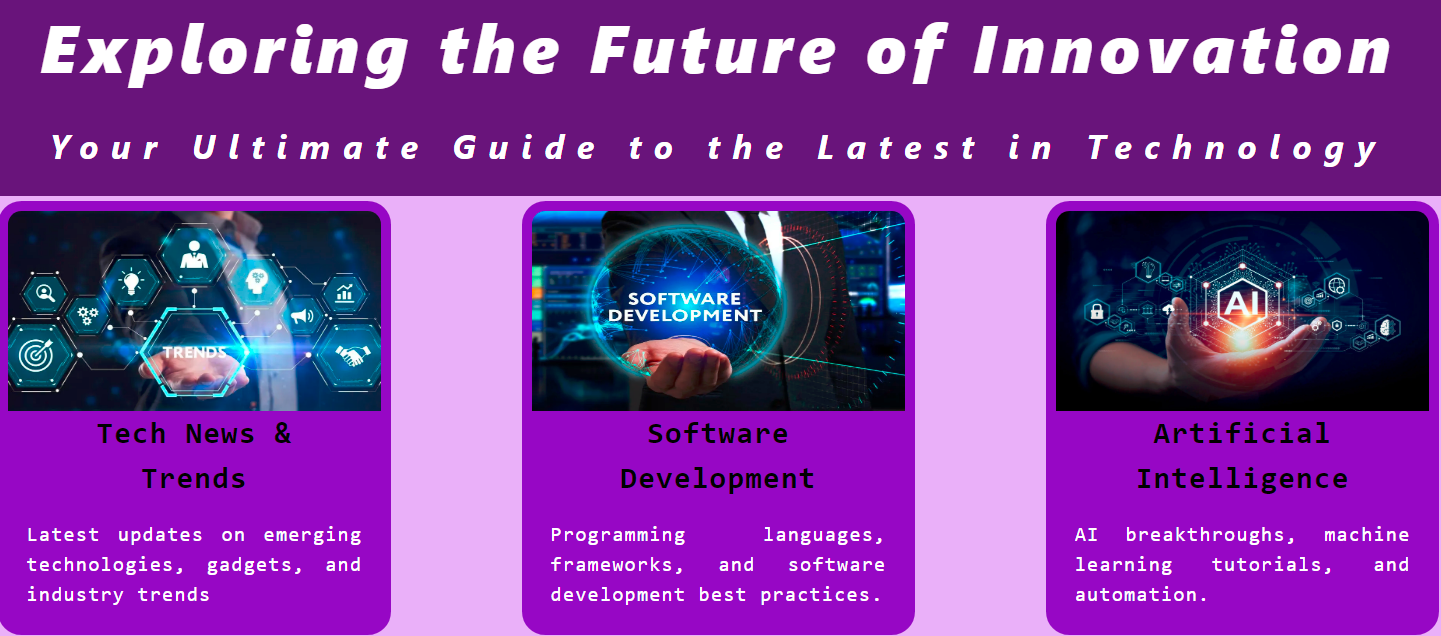 Exploring the Future of Innovation
Your Ultimate Guide to the Latest in Technology
TRENDS
Tech News &
Trends
Latest updates on emerging
technologies, gadgets, and
industry trends
SOFTWARE
DEVELOPMENT
Software
Development
Programming languages,
frameworks, and software
development best practices.
AI
Artificial
Intelligence
AI breakthroughs, machine
learning tutorials, and
automation.